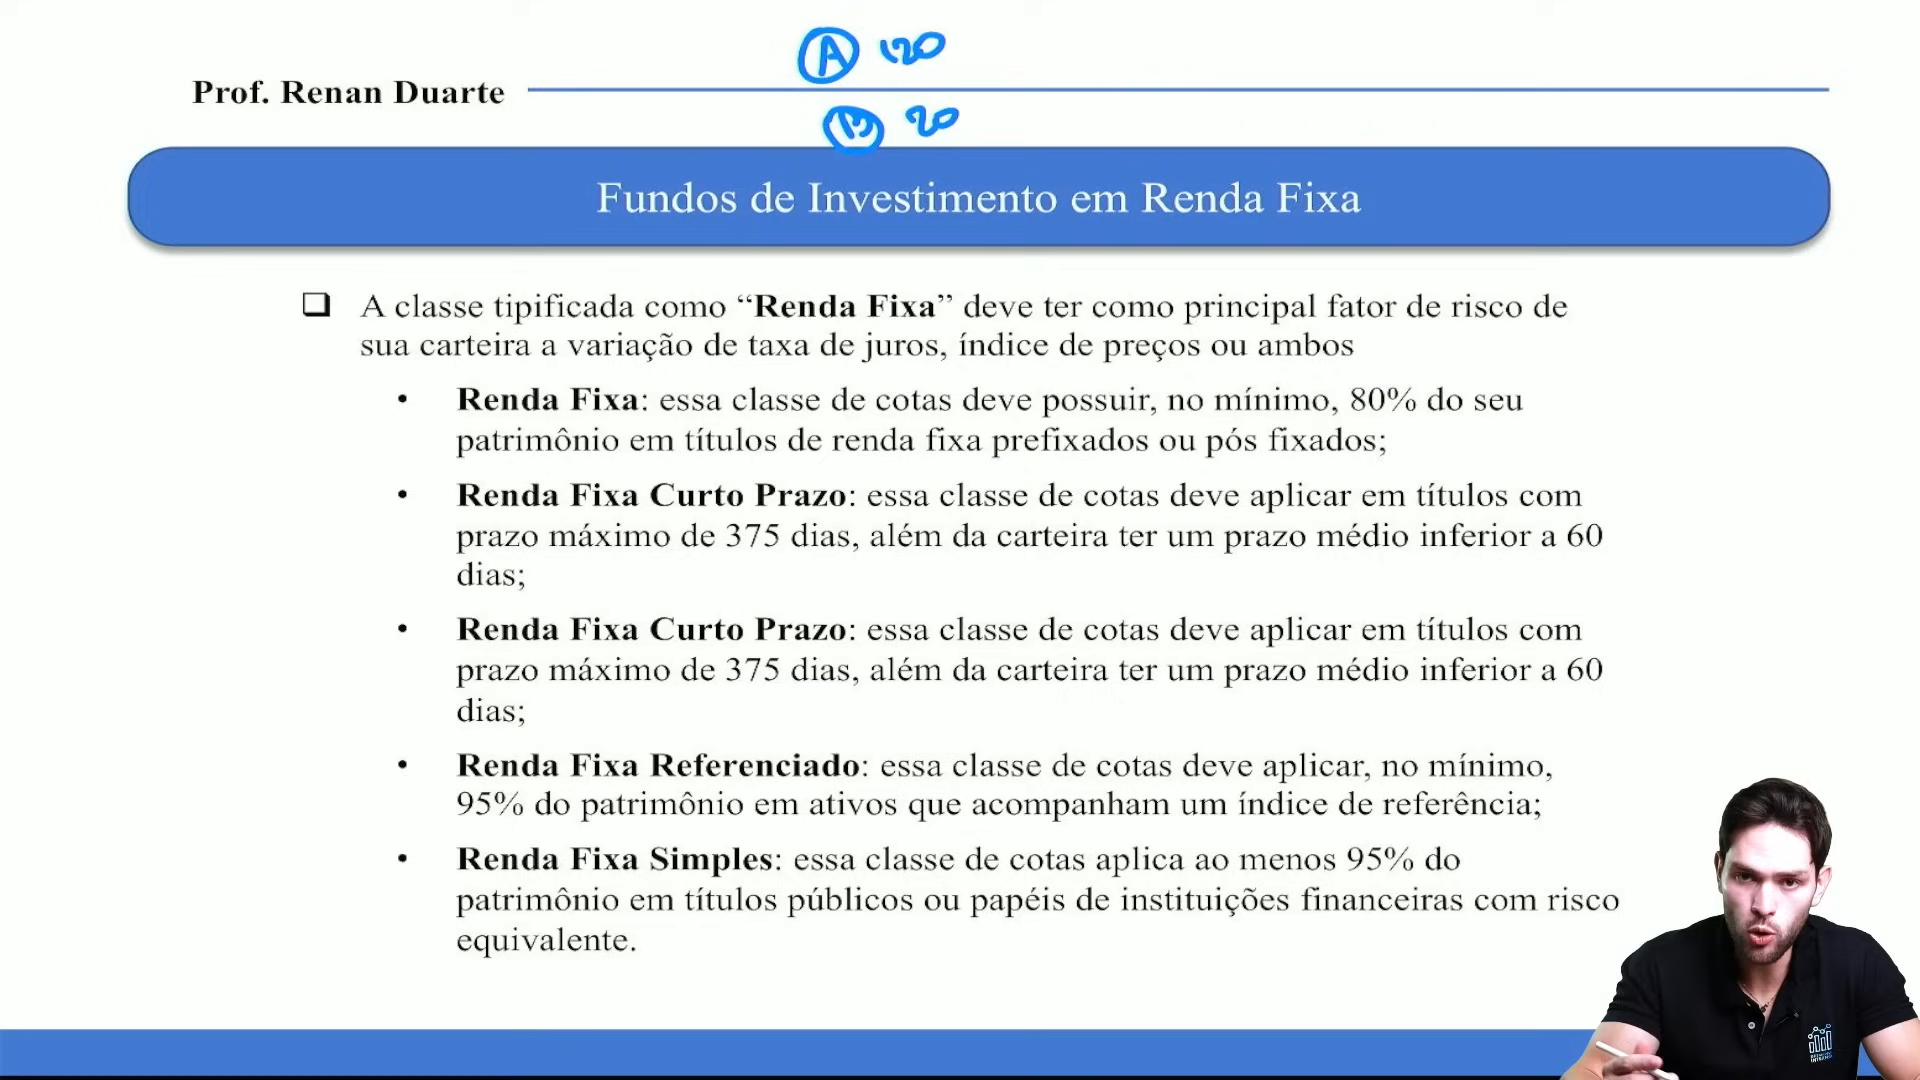 A 120
Prof. Renan Duarte
B 20
Fundos de Investimento em Renda Fixa
❑ A classe tipificada como “Renda Fixa” deve ter como principal fator de risco de
sua carteira a variação de taxa de juros, índice de preços ou ambos
• Renda Fixa: essa classe de cotas deve possuir, no mínimo, 80% do seu
patrimônio em títulos de renda fixa prefixados ou pós fixados;
• Renda Fixa Curto Prazo: essa classe de cotas deve aplicar em títulos com
prazo máximo de 375 dias, além da carteira ter um prazo médio inferior a 60
dias;
• Renda Fixa Curto Prazo: essa classe de cotas deve aplicar em títulos com
prazo máximo de 375 dias, além da carteira ter um prazo médio inferior a 60
dias;
• Renda Fixa Referenciado: essa classe de cotas deve aplicar, no mínimo,
95% do patrimônio em ativos que acompanham um índice de referência;
• Renda Fixa Simples: essa classe de cotas aplica ao menos 95% do
patrimônio em títulos públicos ou papéis de instituições financeiras com risco
equivalente.